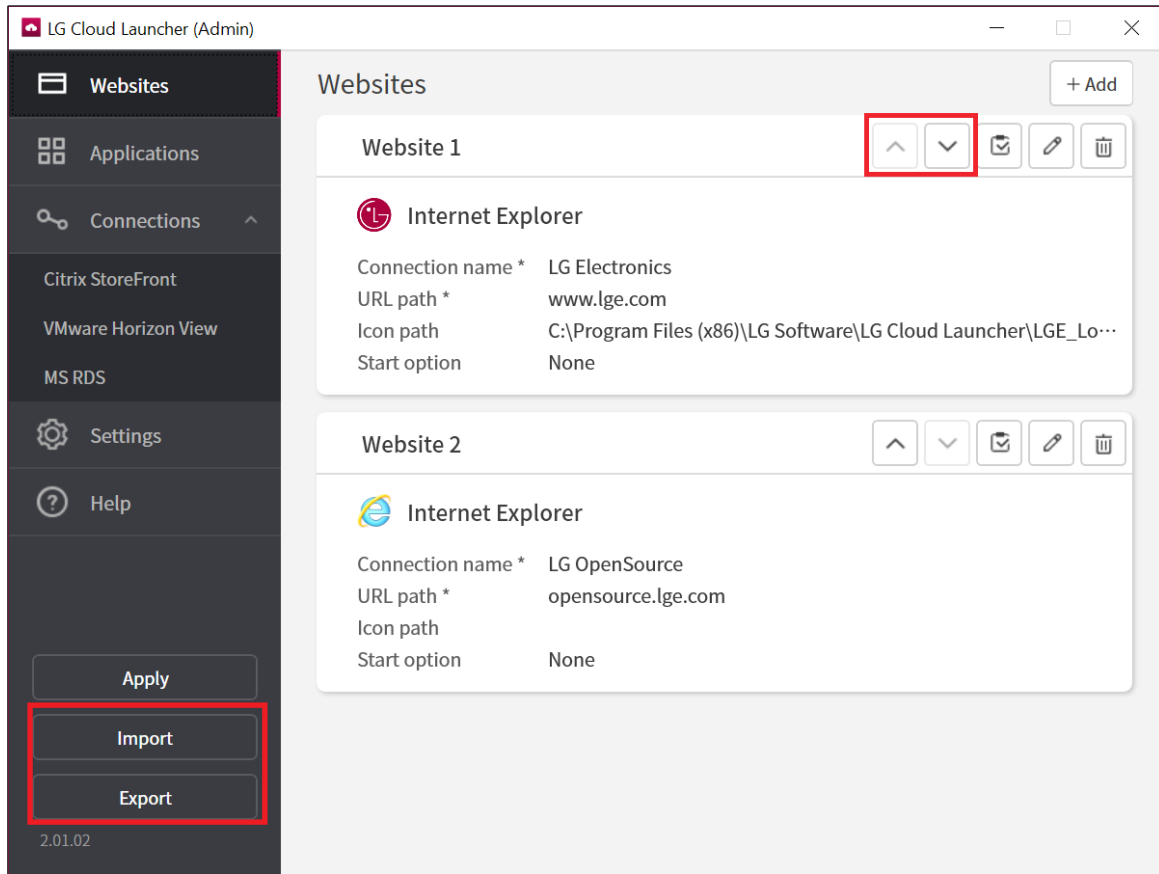 LG Cloud Launcher (Admin)
Websites
Applications
Connections
Citrix StoreFront
VMware Horizon View
MS RDS
Settings
Help
Apply
Import
Export
2.01.02
Websites
+ Add
Website 1
Internet Explorer
Connection name * LG Electronics
URL path * www.lge.com
Icon path C:\Program Files (x86)\LG Software\LG Cloud Launcher\LGE_Lo···
Start option None
Website 2
Internet Explorer
Connection name * LG OpenSource
URL path * opensource.lge.com
Icon path
Start option None